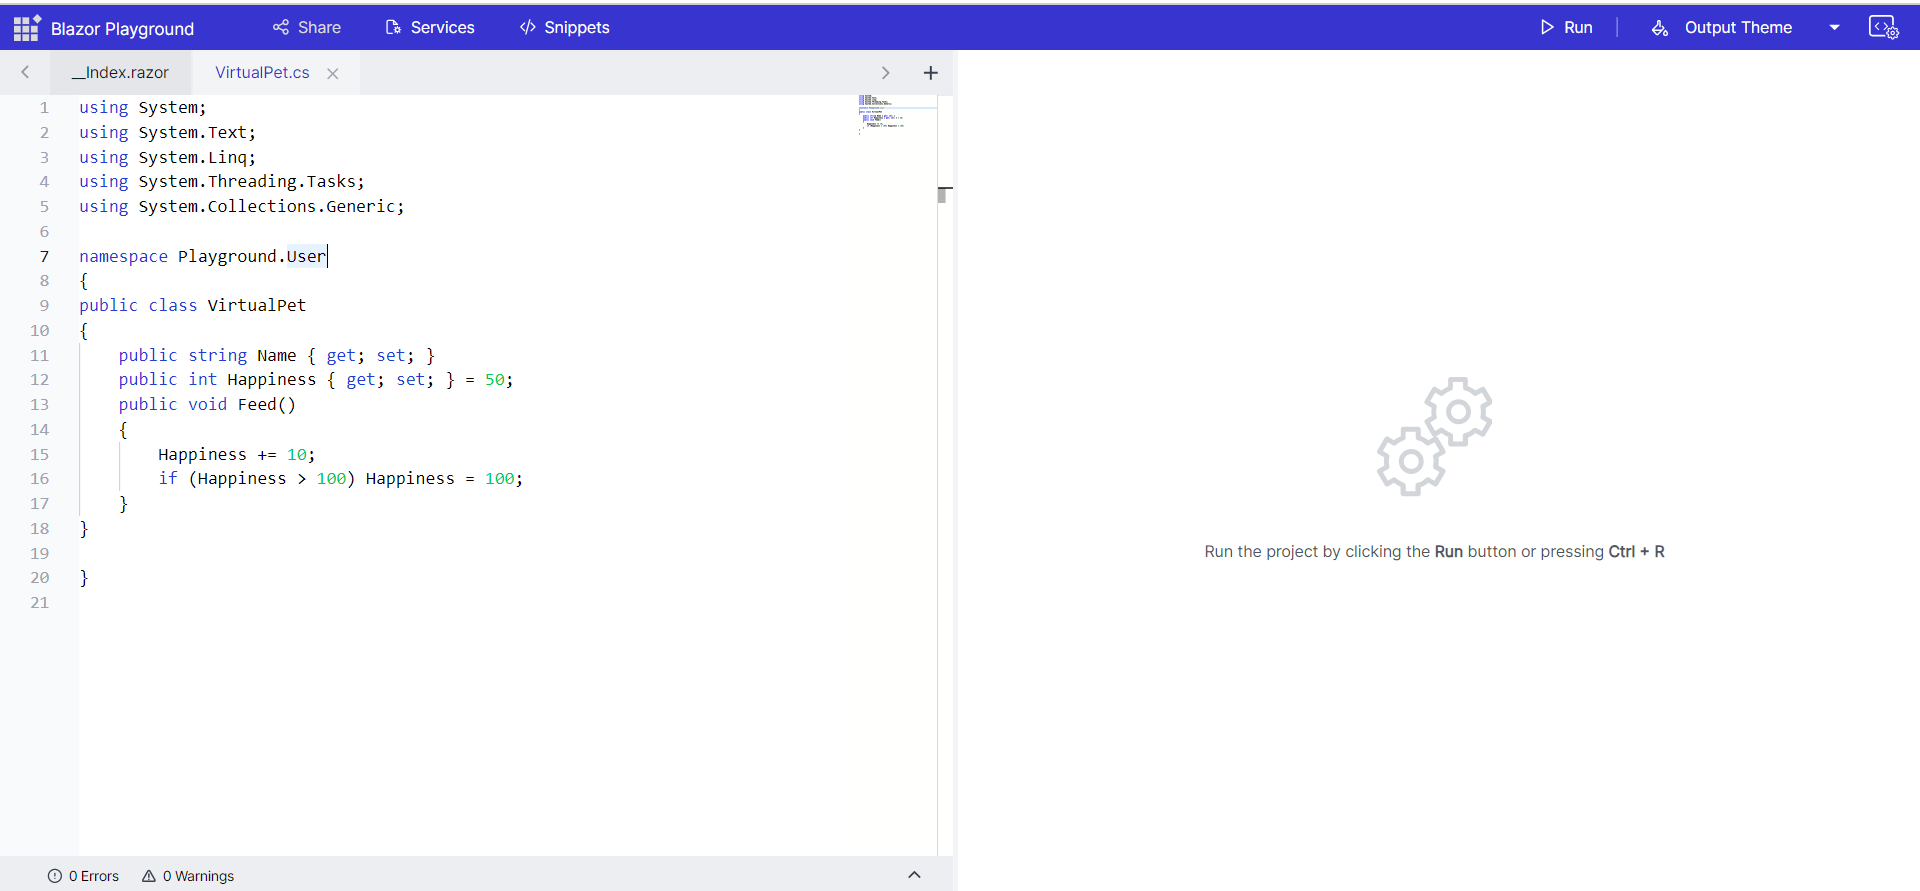 Blazor Playground Share Services Snippets Run Output Theme
__Index.razor VirtualPet.cs
1 using System;
2 using System.Text;
3 using System.Linq;
4 using System.Threading.Tasks;
5 using System.Collections.Generic;
6
7 namespace Playground.User
8 {
9 public class VirtualPet
10 {
11     public string Name { get; set; }
12     public int Happiness { get; set; } = 50;
13     public void Feed()
14     {
15         Happiness += 10;
16         if (Happiness > 100) Happiness = 100;
17     }
18 }
19
20 }
21
Run the project by clicking the Run button or pressing Ctrl + R
0 Errors 0 Warnings